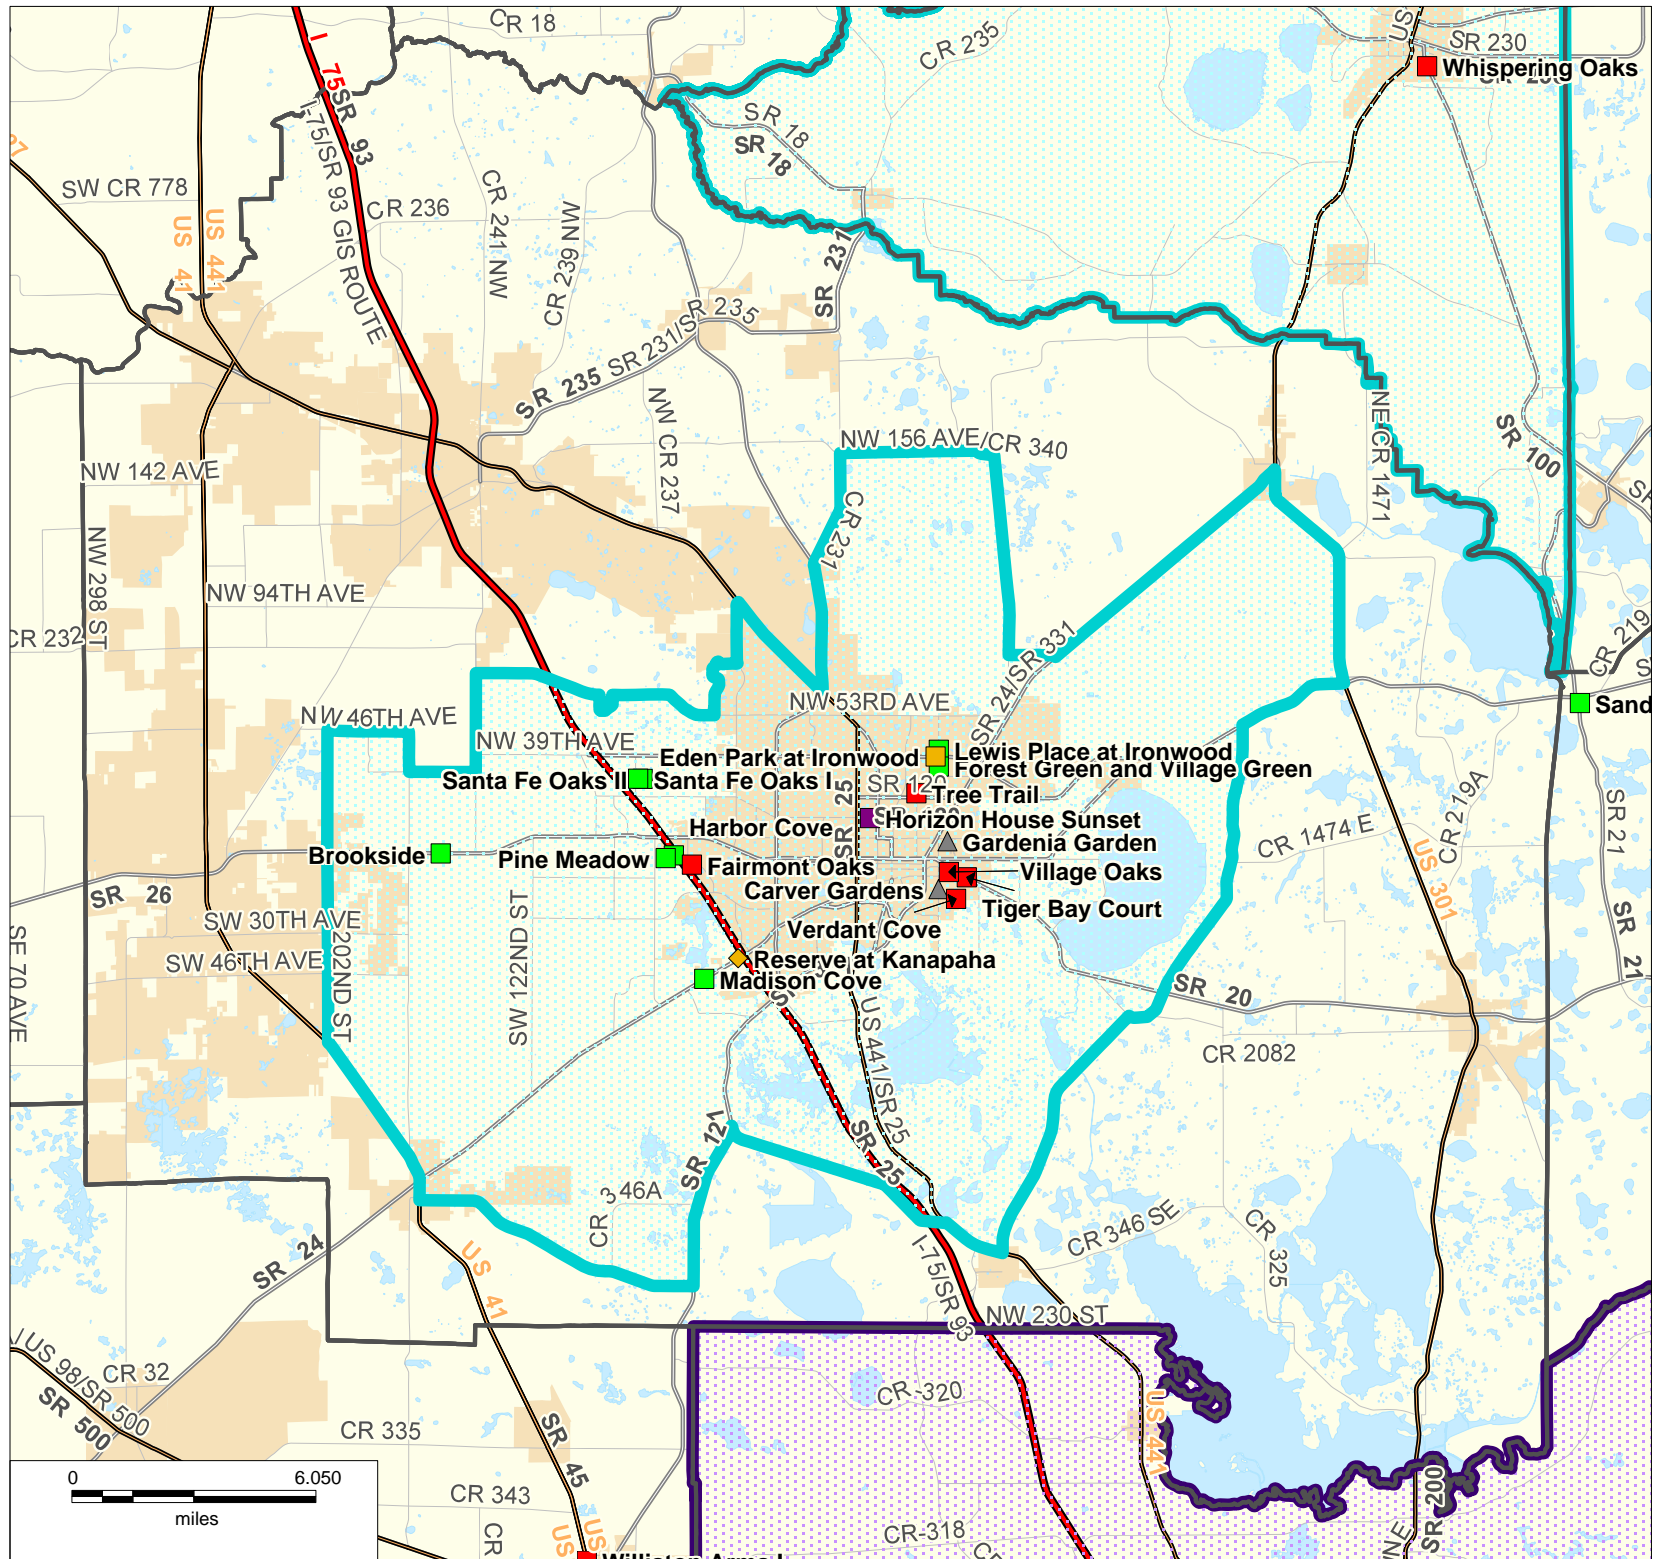 CR 18
CR 235
US
SR 230
Whispering Oaks
I 75
SR 93
I-75/SR 93 GIS ROUTE
SR 18
SR 18
27
SW CR 778
CR 236
CR 241 NW
CR 239 NW
US 41
US 441
SR 231
SR 231/SR 235
SR 235
NW CR 237
NW 156 AVE/CR 340
NE CR 1471
SR 100
SR
NW 142 AVE
CR 231
NW 298 ST
NW 94TH AVE
CR 232
SR 24/SR 331
CR 219
S
Sand
NW 53RD AVE
NW 46TH AVE
NW 39TH AVE
Eden Park at Ironwood
Lewis Place at Ironwood
Forest Green and Village Green
Santa Fe Oaks II
Santa Fe Oaks I
SR 120
SR 25
Tree Trail
Horizon House Sunset
Harbor Cove
Gardenia Garden
CR 1474 E
CR 219A
SR 21
Brookside
Pine Meadow
Fairmont Oaks
Village Oaks
Carver Gardens
Tiger Bay Court
US 301
SR 26
SW 30TH AVE
202ND ST
SW 122ND ST
Verdant Cove
SW 46TH AVE
Reserve at Kanapaha
Madison Cove
SR 21
SR 20
SE 70 AVE
US 441/SR 25
CR 2082
SR 121
SR 25
CR 346A
CR 346 SE
CR 325
SR 24
US 41
I-75/SR 93
NW 230 ST
/ US 98/SR 500
CR 32
SR 500
CR-320
US 441
CR 335
SR 45
0 6.050
miles
CR 343
CR
US
US
CR-318
SR 200
Williston Arms I